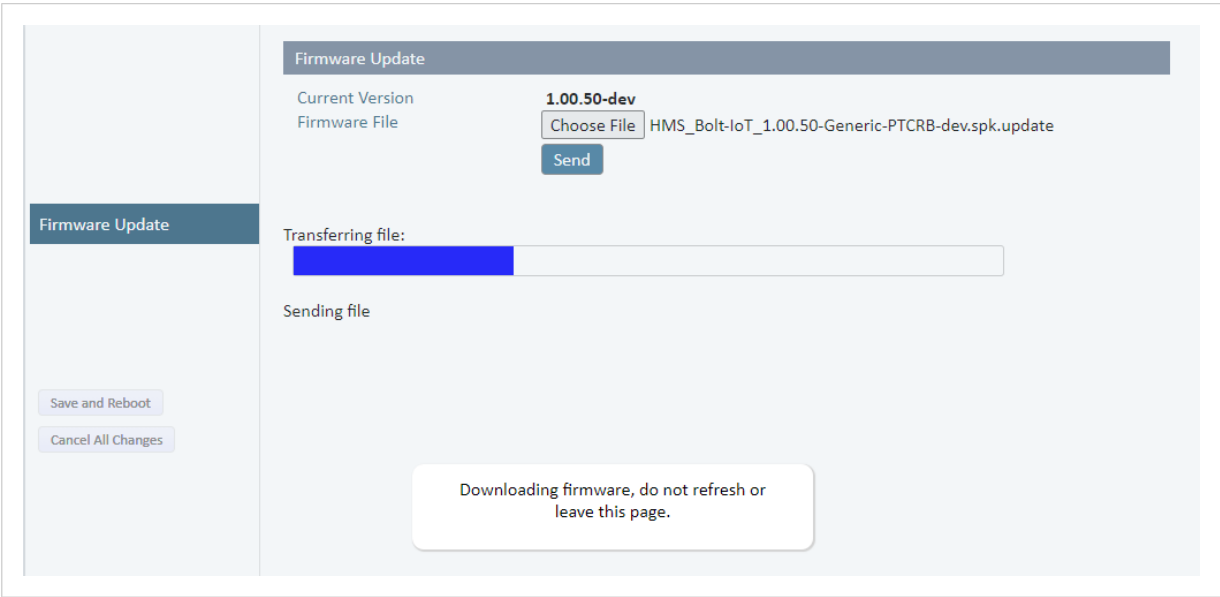 Firmware Update
Current Version 1.00.50-dev
Firmware File Choose File HMS_Bolt-IoT_1.00.50-Generic-PTCRB-dev.spk.update
Send
Firmware Update
Transferring file:
Sending file
Save and Reboot
Cancel All Changes
Downloading firmware, do not refresh or
leave this page.